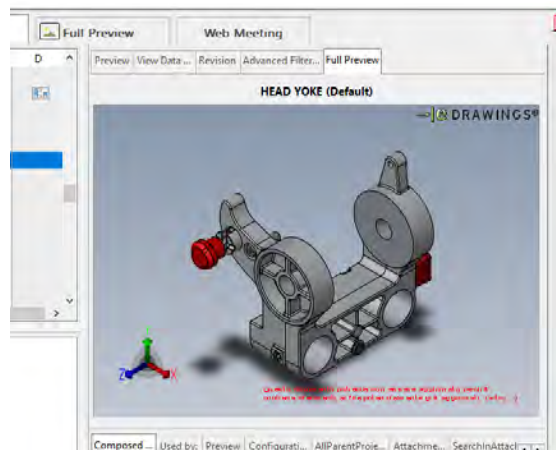 Full Preview
Web Meeting
D
Preview View Data ... Revision Advanced Filter... Full Preview
HEAD YOKE (Default)
DRAWINGS®
Z X
Composed ... Used by: Preview Configurati... AllParentProje... Attachme... SearchInAttacl